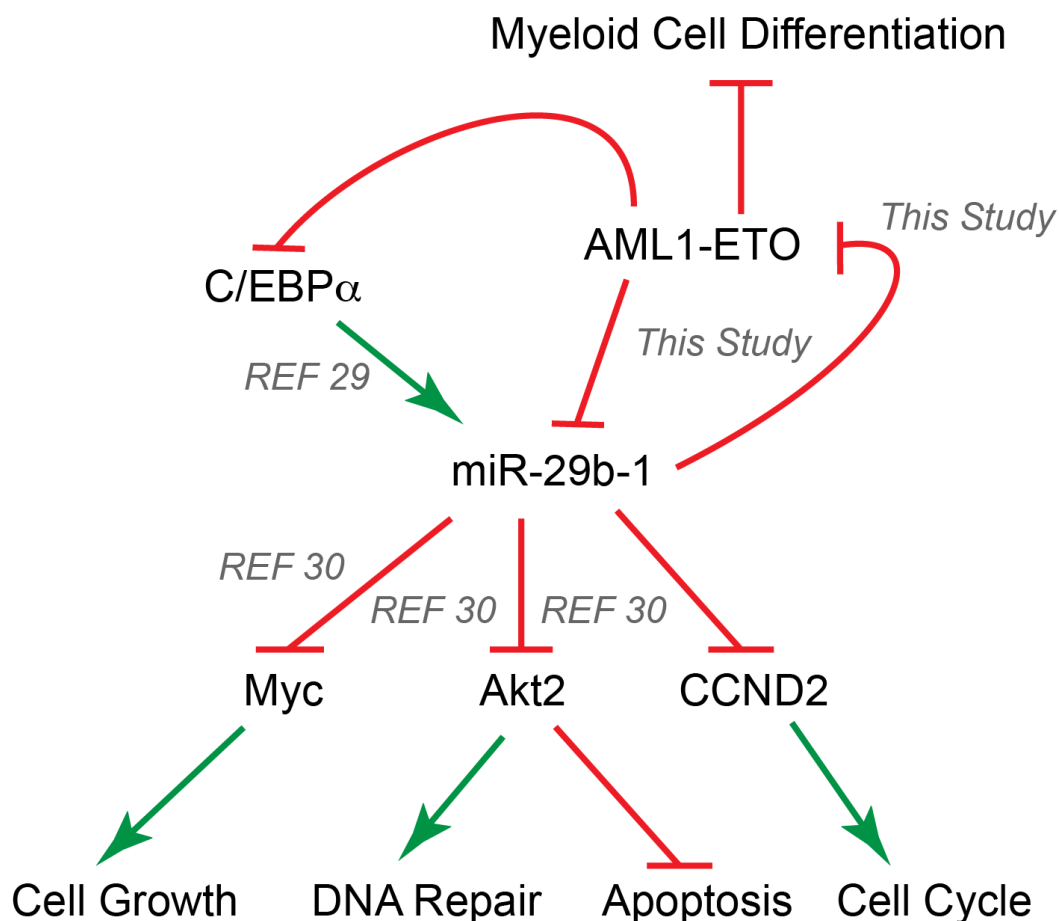 Myeloid Cell Differentiation
This Study
AML1-ETO
C/EBPα
This Study
REF 29
miR-29b-1
REF 30
REF 30
REF 30
Myc
Akt2
CCND2
Cell Growth
DNA Repair
Apoptosis
Cell Cycle